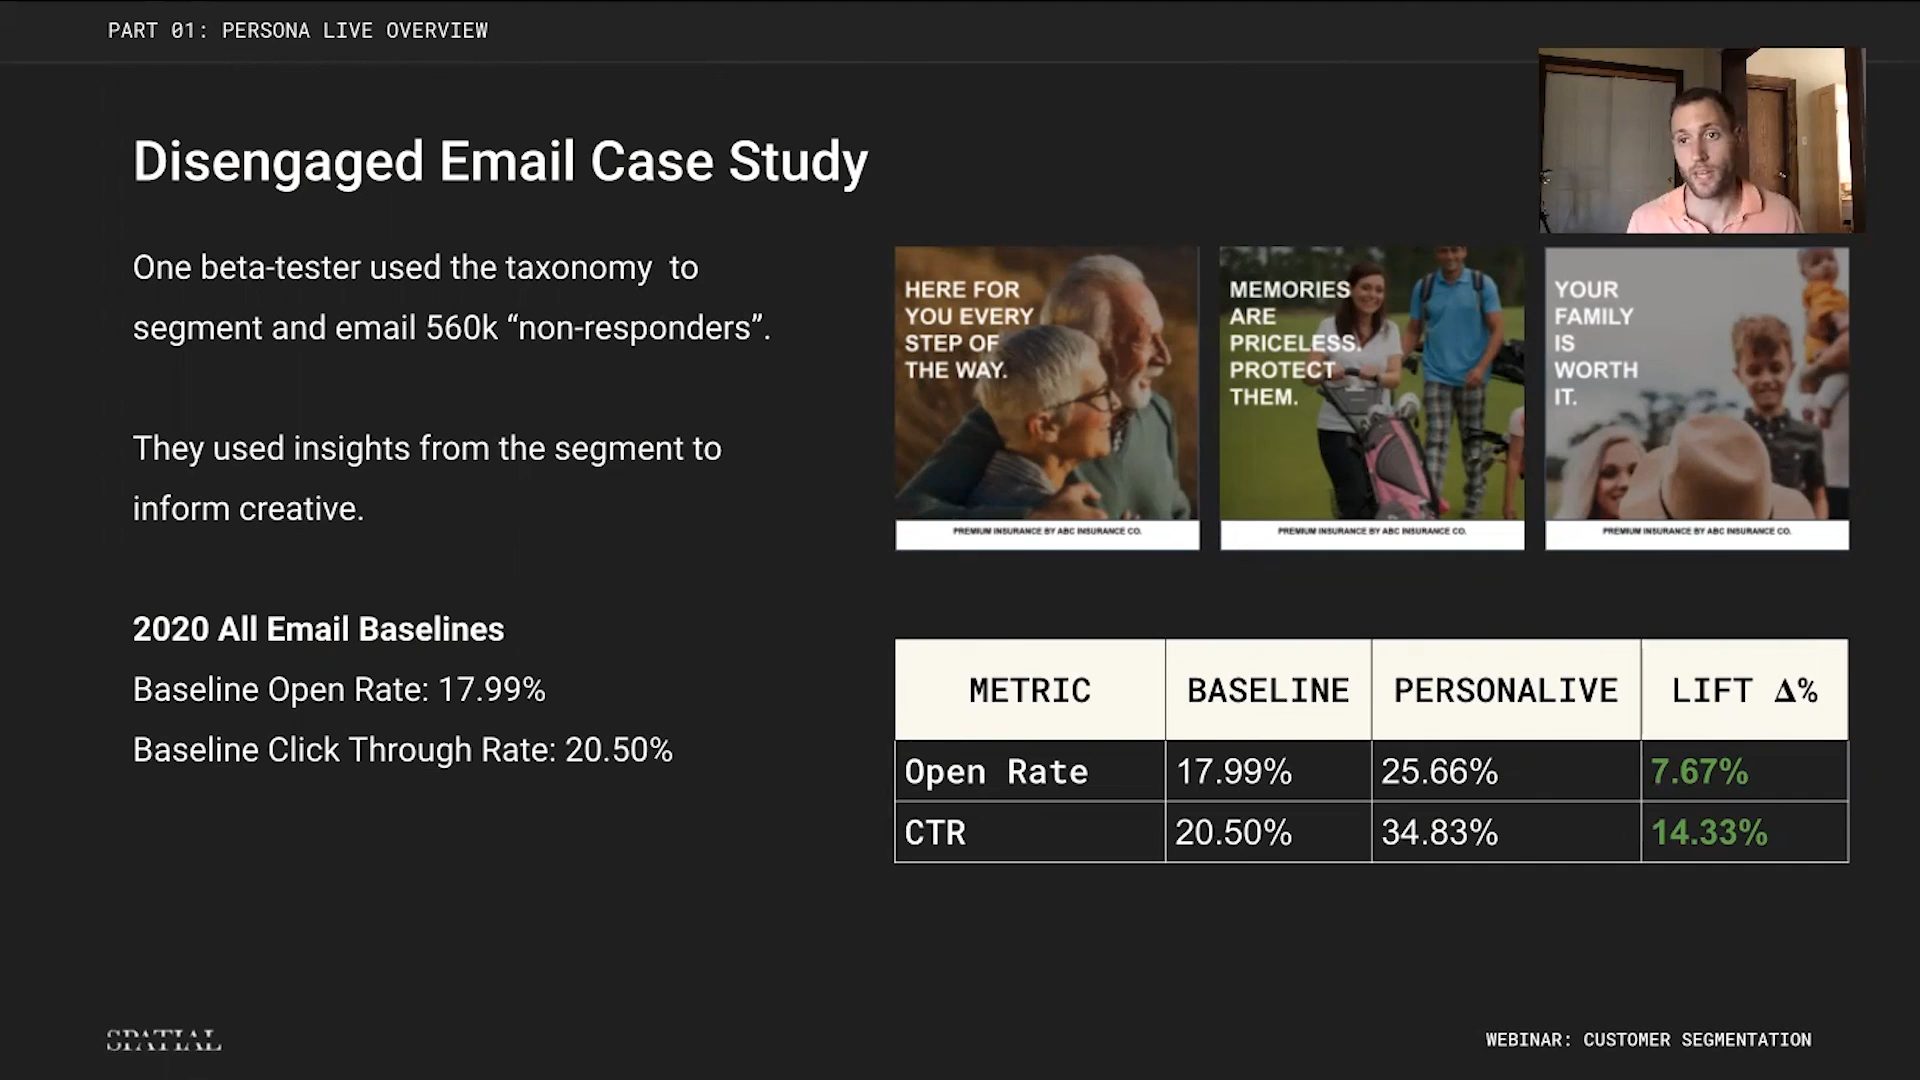 PART 01: PERSONA LIVE OVERVIEW
Disengaged Email Case Study
One beta-tester used the taxonomy  to
segment and email 560k “non-responders”.
They used insights from the segment to
inform creative.
2020 All Email Baselines
Baseline Open Rate: 17.99%
Baseline Click Through Rate: 20.50%
HERE FOR
YOU EVERY
STEP OF
THE WAY.
PREMIUM INSURANCE BY ABC INSURANCE CO.
MEMORIES
ARE
PRICELESS.
PROTECT
THEM.
PREMIUM INSURANCE BY ABC INSURANCE CO.
YOUR
FAMILY
IS
WORTH
IT.
PREMIUM INSURANCE BY ABC INSURANCE CO.
METRIC BASELINE PERSONALIVE LIFT Δ%
Open Rate 17.99% 25.66% 7.67%
CTR 20.50% 34.83% 14.33%
SPATIAL
WEBINAR: CUSTOMER SEGMENTATION